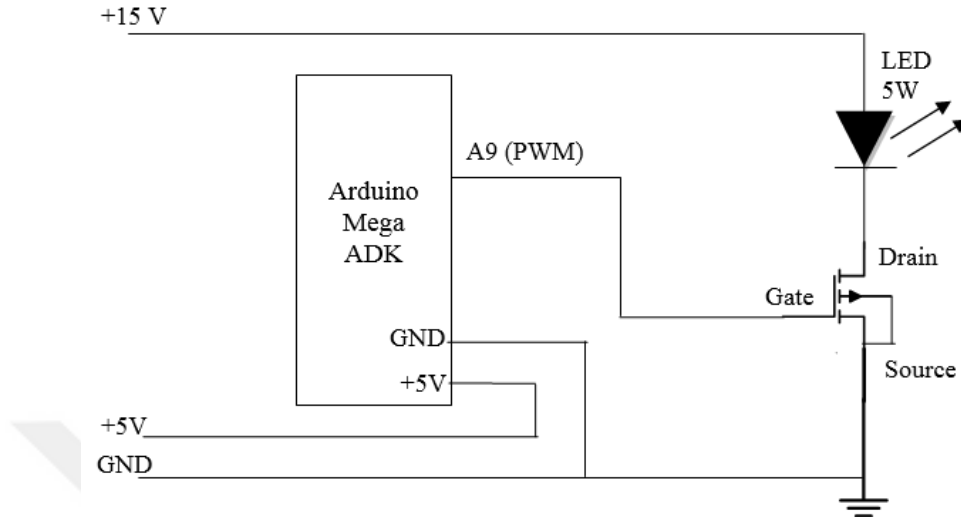 +15 V
LED
5W
A9 (PWM)
Arduino
Mega
ADK
Drain
Gate
GND
+5V
Source
+5V
GND